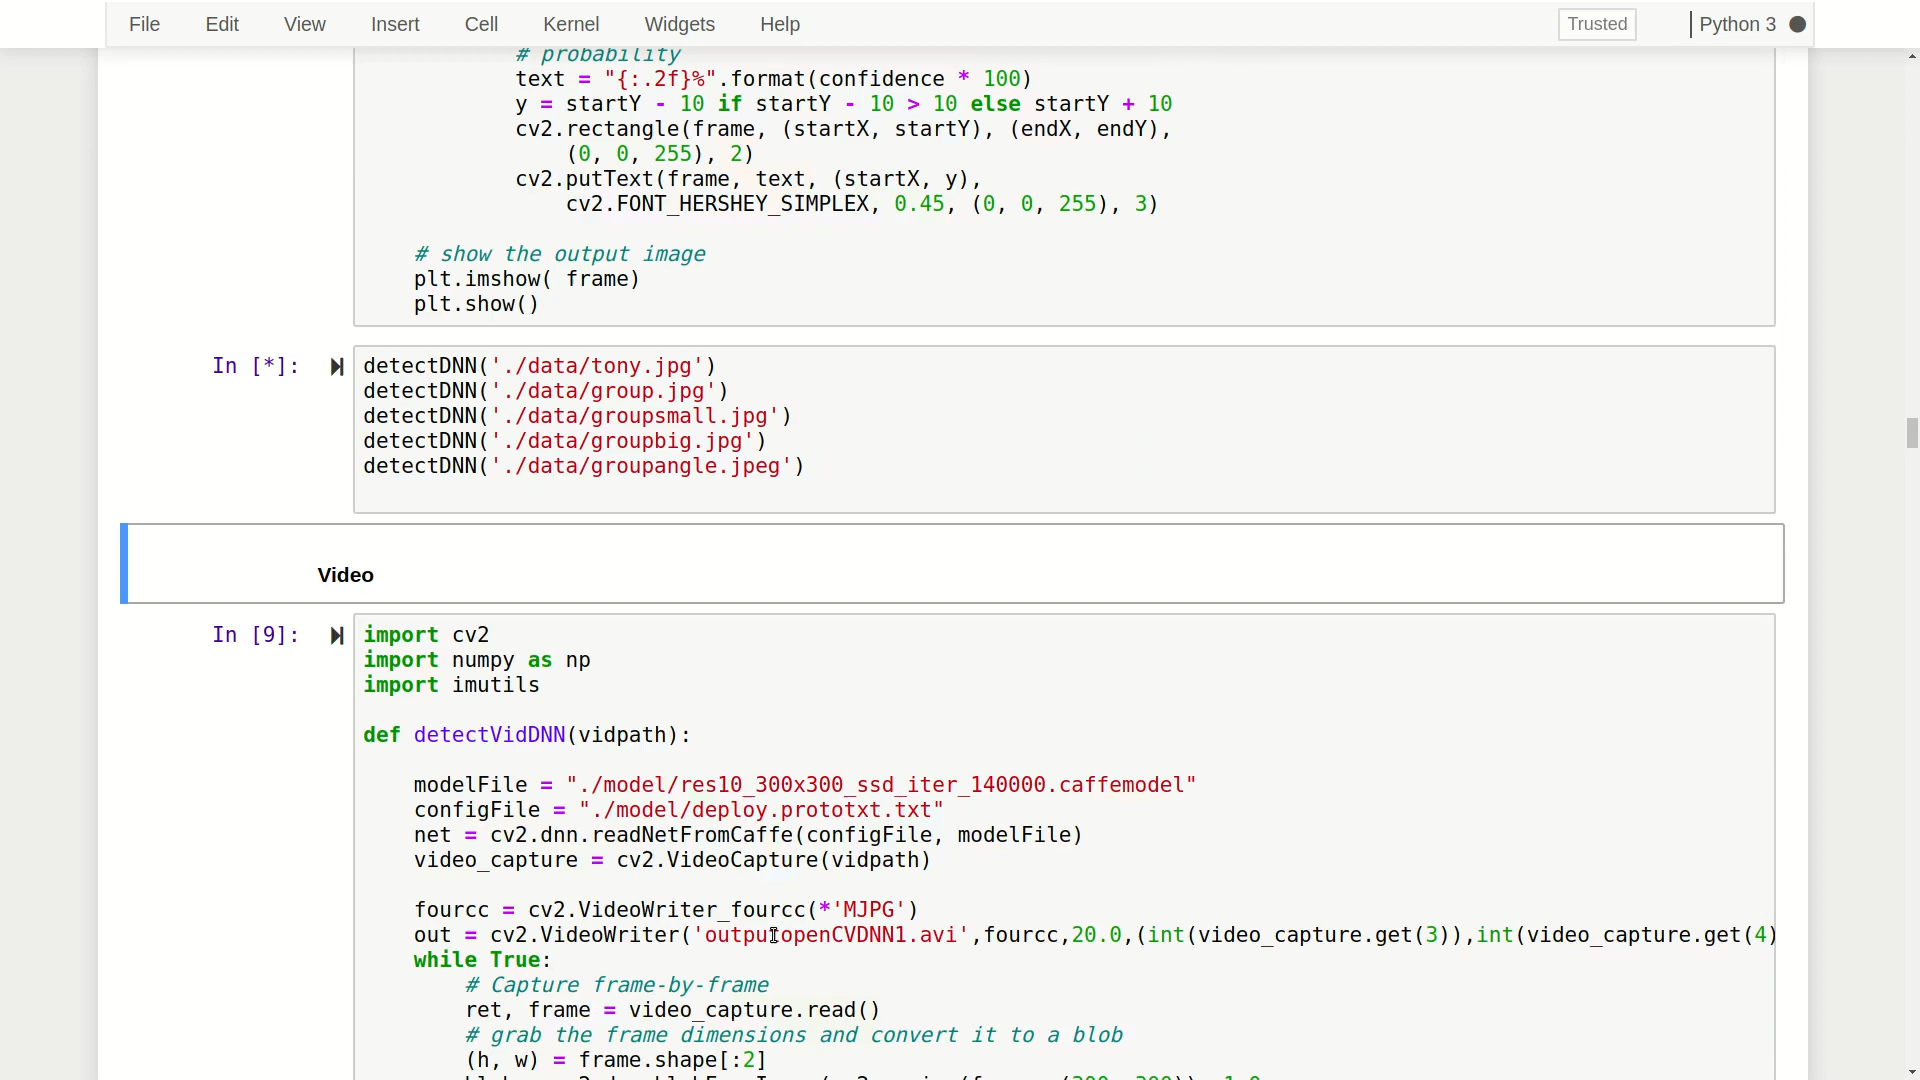 File Edit View Insert Cell Kernel Widgets Help Trusted Python 3
# probability
text = "{:.2f}%".format(confidence * 100)
y = startY - 10 if startY - 10 > 10 else startY + 10
cv2.rectangle(frame, (startX, startY), (endX, endY),
(0, 0, 255), 2)
cv2.putText(frame, text, (startX, y),
cv2.FONT_HERSHEY_SIMPLEX, 0.45, (0, 0, 255), 3)
# show the output image
plt.imshow( frame)
plt.show()
In [*]: detectDNN('./data/tony.jpg')
detectDNN('./data/group.jpg')
detectDNN('./data/groupsmall.jpg')
detectDNN('./data/groupbig.jpg')
detectDNN('./data/groupangle.jpeg')
Video
In [9]: import cv2
import numpy as np
import imutils
def detectVidDNN(vidpath):
modelFile = "./model/res10_300x300_ssd_iter_140000.caffemodel"
configFile = "./model/deploy.prototxt.txt"
net = cv2.dnn.readNetFromCaffe(configFile, modelFile)
video_capture = cv2.VideoCapture(vidpath)
fourcc = cv2.VideoWriter_fourcc(*'MJPG')
out = cv2.VideoWriter('outputopenCVDNN1.avi',fourcc,20.0,(int(video_capture.get(3)),int(video_capture.get(4)
while True:
# Capture frame-by-frame
ret, frame = video_capture.read()
# grab the frame dimensions and convert it to a blob
(h, w) = frame.shape[:2]